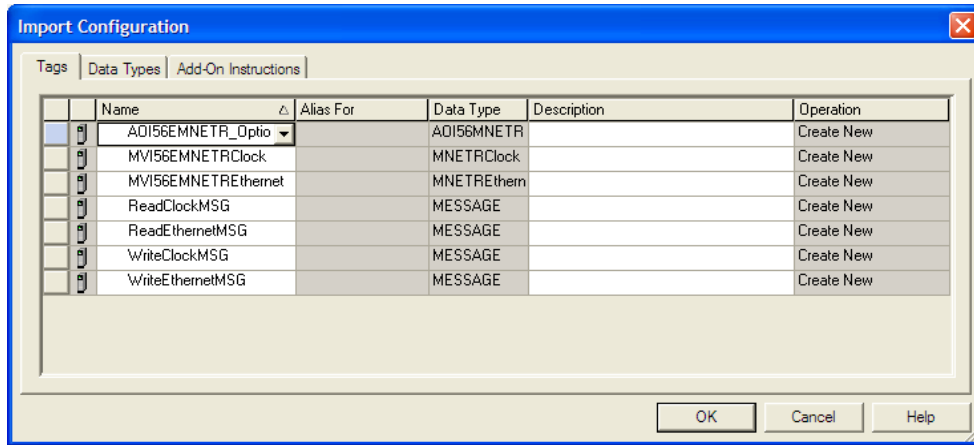 Import Configuration
Tags Data Types Add-On Instructions
Name Alias For Data Type Description Operation
AOI56EMNETR_Optio AOI56MNETR Create New
MVI56EMNETRClock MNETRClock Create New
MVI56EMNETREthernet MNETREthern Create New
ReadClockMSG MESSAGE Create New
ReadEthernetMSG MESSAGE Create New
WriteClockMSG MESSAGE Create New
WriteEthernetMSG MESSAGE Create New
OK Cancel Help